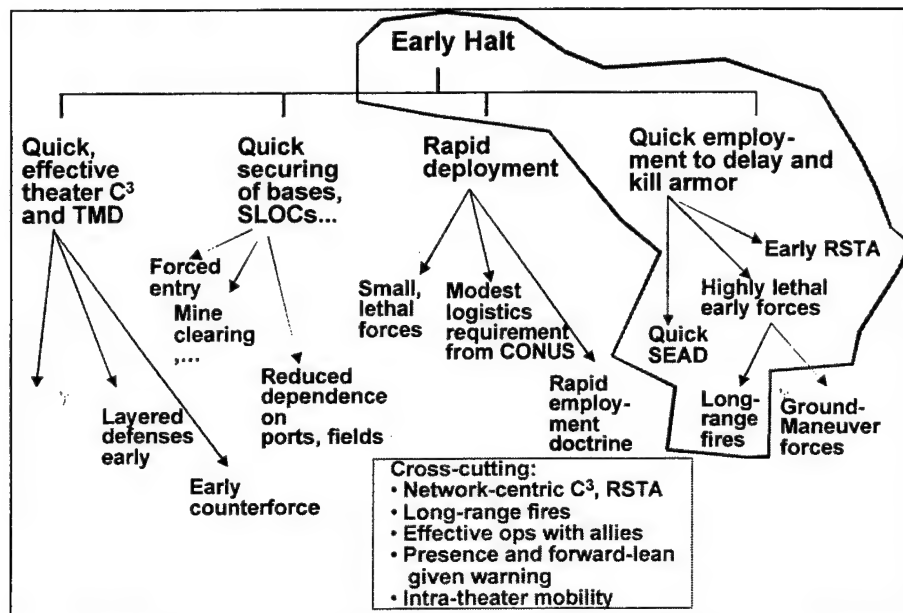 Early Halt
Quick,
effective
theater C³
and TMD
Quick
securing
of bases,
SLOCs...
Rapid
deployment
Quick employ-
ment to delay and
kill armor
Forced
entry
Mine
clearing
,...
Reduced
dependence
on
ports, fields
Layered
defenses
early
Early
counterforce
Small,
lethal
forces
Modest
logistics
requirement
from CONUS
Rapid
employ-
ment
doctrine
Early RSTA
Highly lethal
early forces
Quick
SEAD
Long-
range
fires
Ground-
Maneuver
forces
Cross-cutting:
• Network-centric C³, RSTA
• Long-range fires
• Effective ops with allies
• Presence and forward-lean
given warning
• Intra-theater mobility